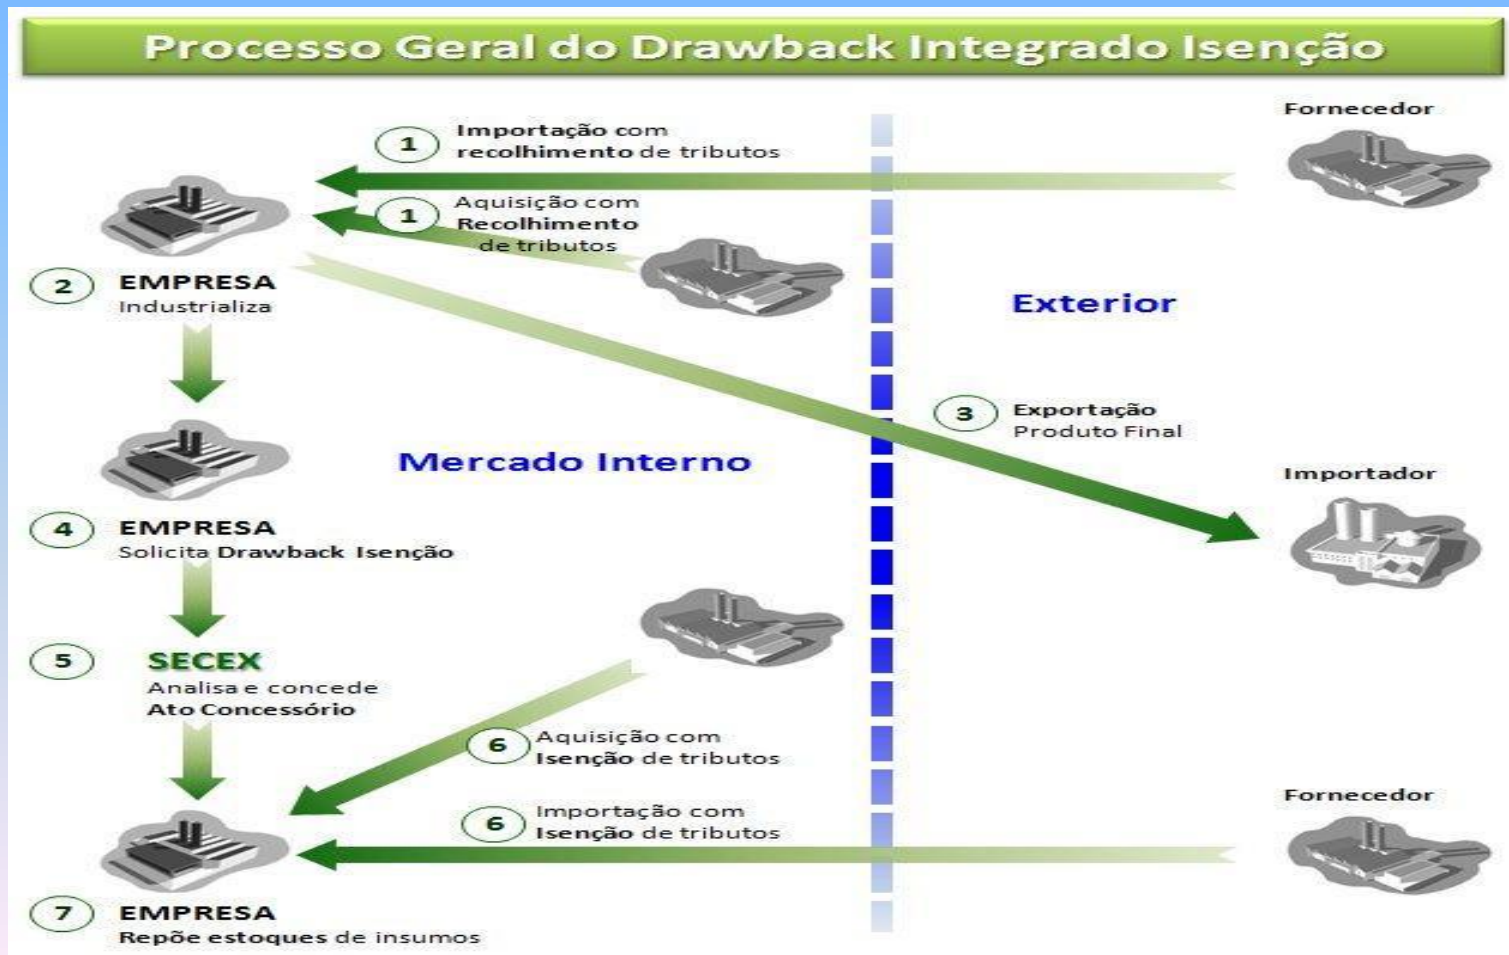 Processo Geral do Drawback Integrado Isenção
Fornecedor
1
Importação com
recolhimento de tributos
1
Aquisição com
Recolhimento
de tributos
2
EMPRESA
Industrializa
Exterior
3
Exportação
Produto Final
Mercado Interno
Importador
4
EMPRESA
Solicita Drawback Isenção
5
SECEX
Analisa e concede
Ato Concessório
6
Aquisição com
Isenção de tributos
6
Importação com
Isenção de tributos
Fornecedor
7
EMPRESA
Repõe estoques de insumos